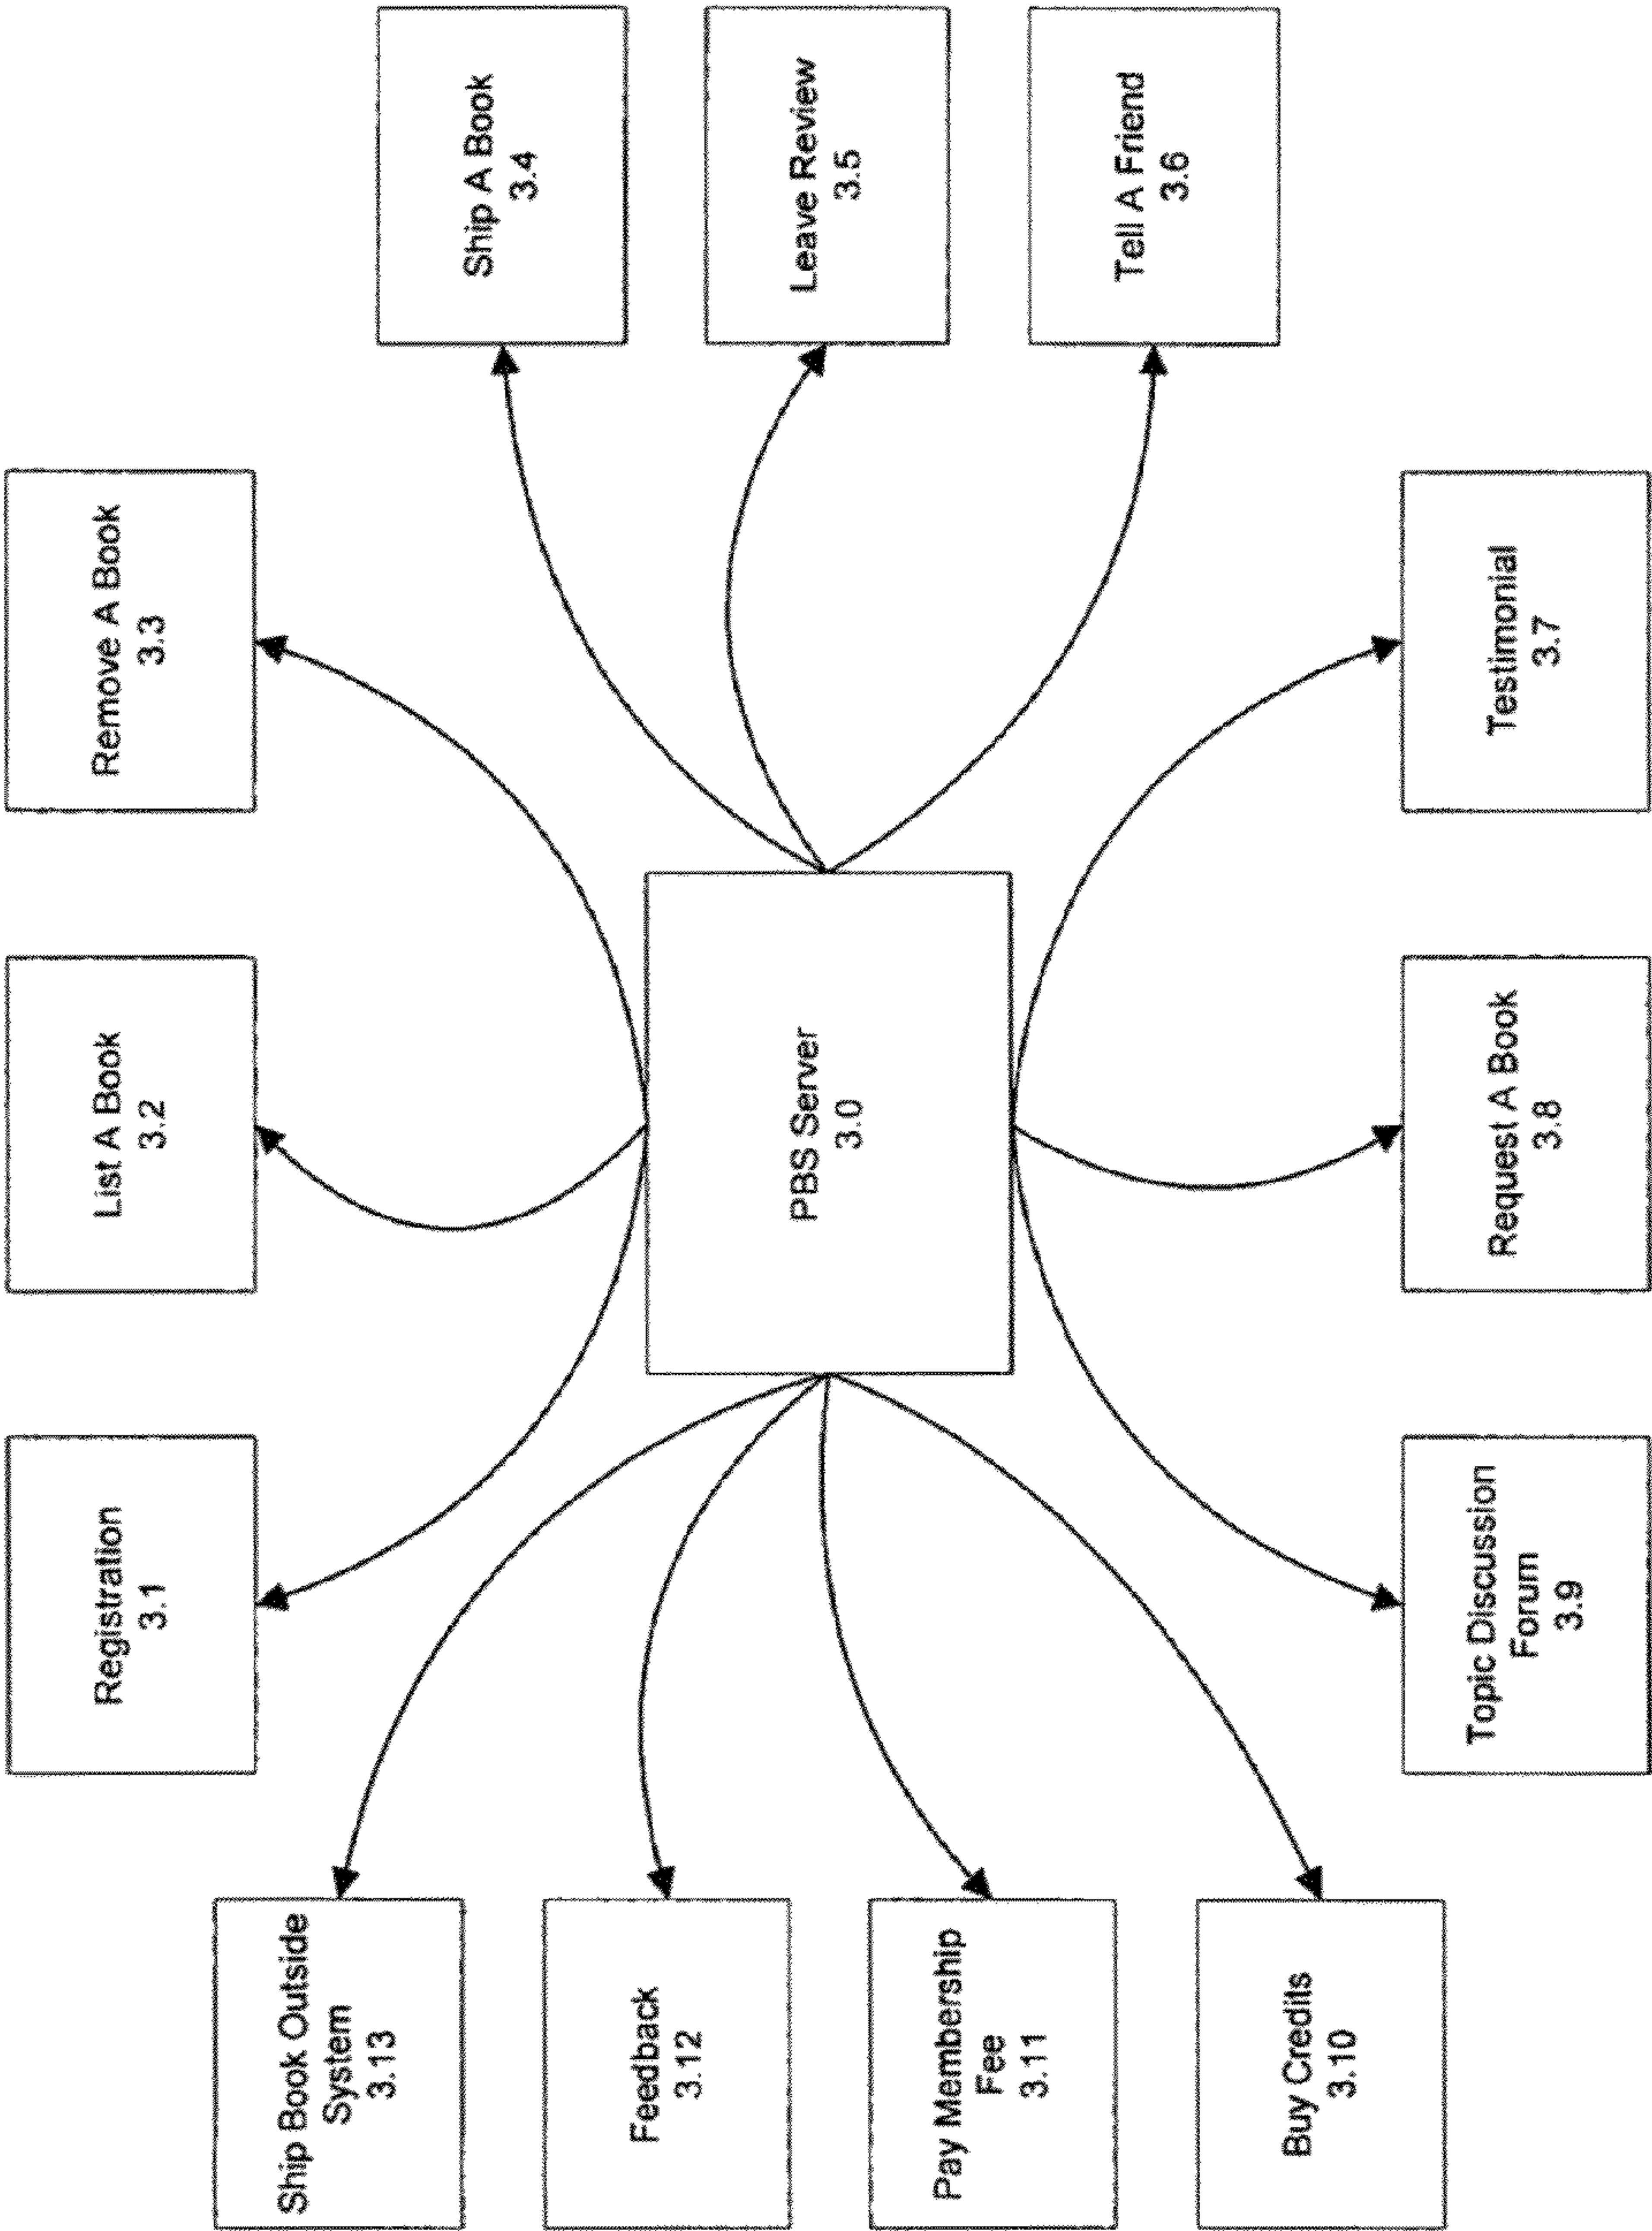 Registration
3.1
List A Book
3.2
Remove A Book
3.3
Ship A Book
3.4
Leave Review
3.5
Tell A Friend
3.6
Testimonial
3.7
Request A Book
3.8
Topic Discussion
Forum
3.9
Buy Credits
3.10
Pay Membership
Fee
3.11
Feedback
3.12
Ship Book Outside
System
3.13
PBS Server
3.0